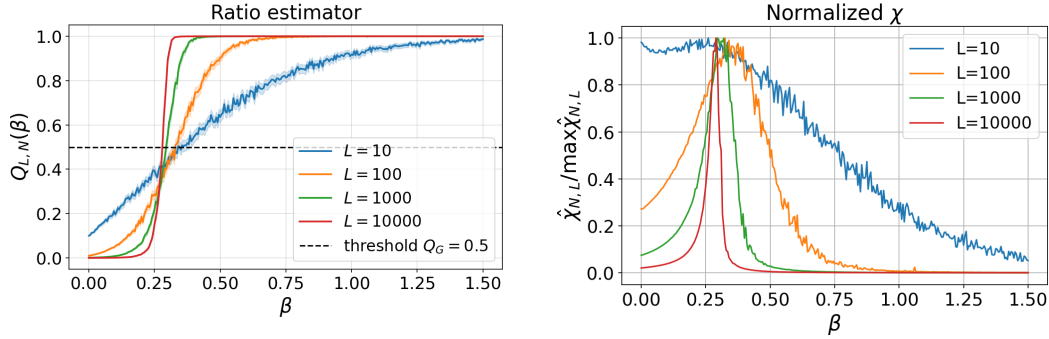 Ratio estimator
Q_{L,N}(β)
1.0
0.8
0.6
0.4
0.2
0.0
L = 10
L = 100
L = 1000
L = 10000
threshold Q_G = 0.5
0.00 0.25 0.50 0.75 1.00 1.25 1.50
β
Normalized χ
χ̂_{N,L}/maxχ̂_{N,L}
1.0
0.8
0.6
0.4
0.2
0.0
L=10
L=100
L=1000
L=10000
0.00 0.25 0.50 0.75 1.00 1.25 1.50
β